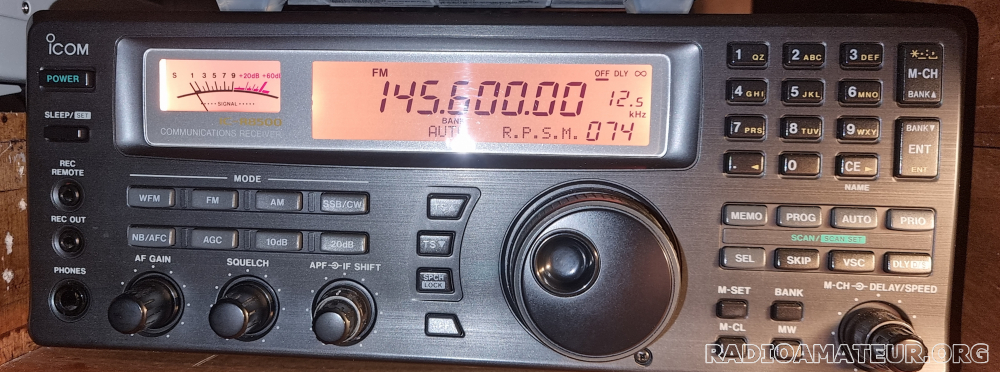 ICOM
POWER
SLEEP/SET
REC
REMOTE
REC OUT
PHONES
S 1 3 5 7 9 +20dB +60dB
SIGNAL
COMMUNICATIONS RECEIVER
FM OFF DLY ∞
145.600.00 12.5
kHz
BANK
AUT R.P.S.M. 074
MODE
WFM FM AM SSB/CW
NB/AFC AGC 10dB 20dB
AF GAIN SQUELCH APF IF SHIFT
TS▲
TS▼
SPCH
LOCK
1 QZ 2 ABC 3 DEF
4 GHI 5 JKL 6 MNO
7 PRS 8 TUV 9 WXY
. ◄ 0 CE ►
NAME
M-CH
BANK▲
BANK▼
ENT
ENT
MEMO PROG AUTO PRIO
SCAN/SCAN SET
SEL SKIP VSC
M-SET BANK M-CH DELAY/SPEED
M-CL MW
RADIOAMATEUR.ORG